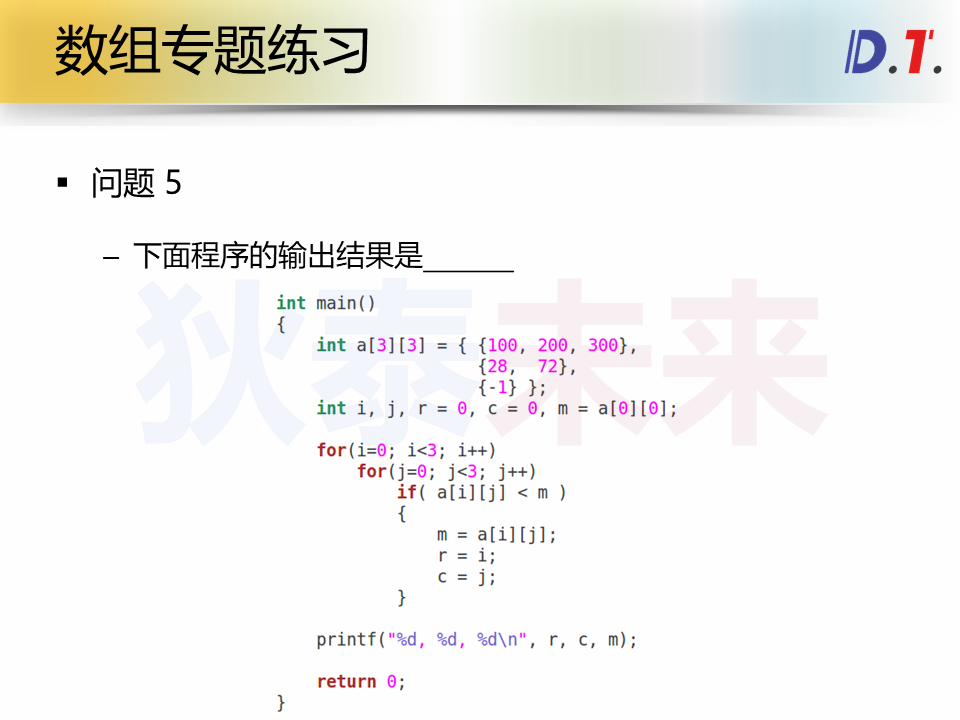 数组专题练习
D.T.
▪ 问题 5
– 下面程序的输出结果是______
狄泰未来
int main()
{
    int a[3][3] = { {100, 200, 300},
                    {28,  72},
                    {-1} };
    int i, j, r = 0, c = 0, m = a[0][0];

    for(i=0; i<3; i++)
        for(j=0; j<3; j++)
            if( a[i][j] < m )
            {
                m = a[i][j];
                r = i;
                c = j;
            }

    printf("%d, %d, %d\n", r, c, m);

    return 0;
}